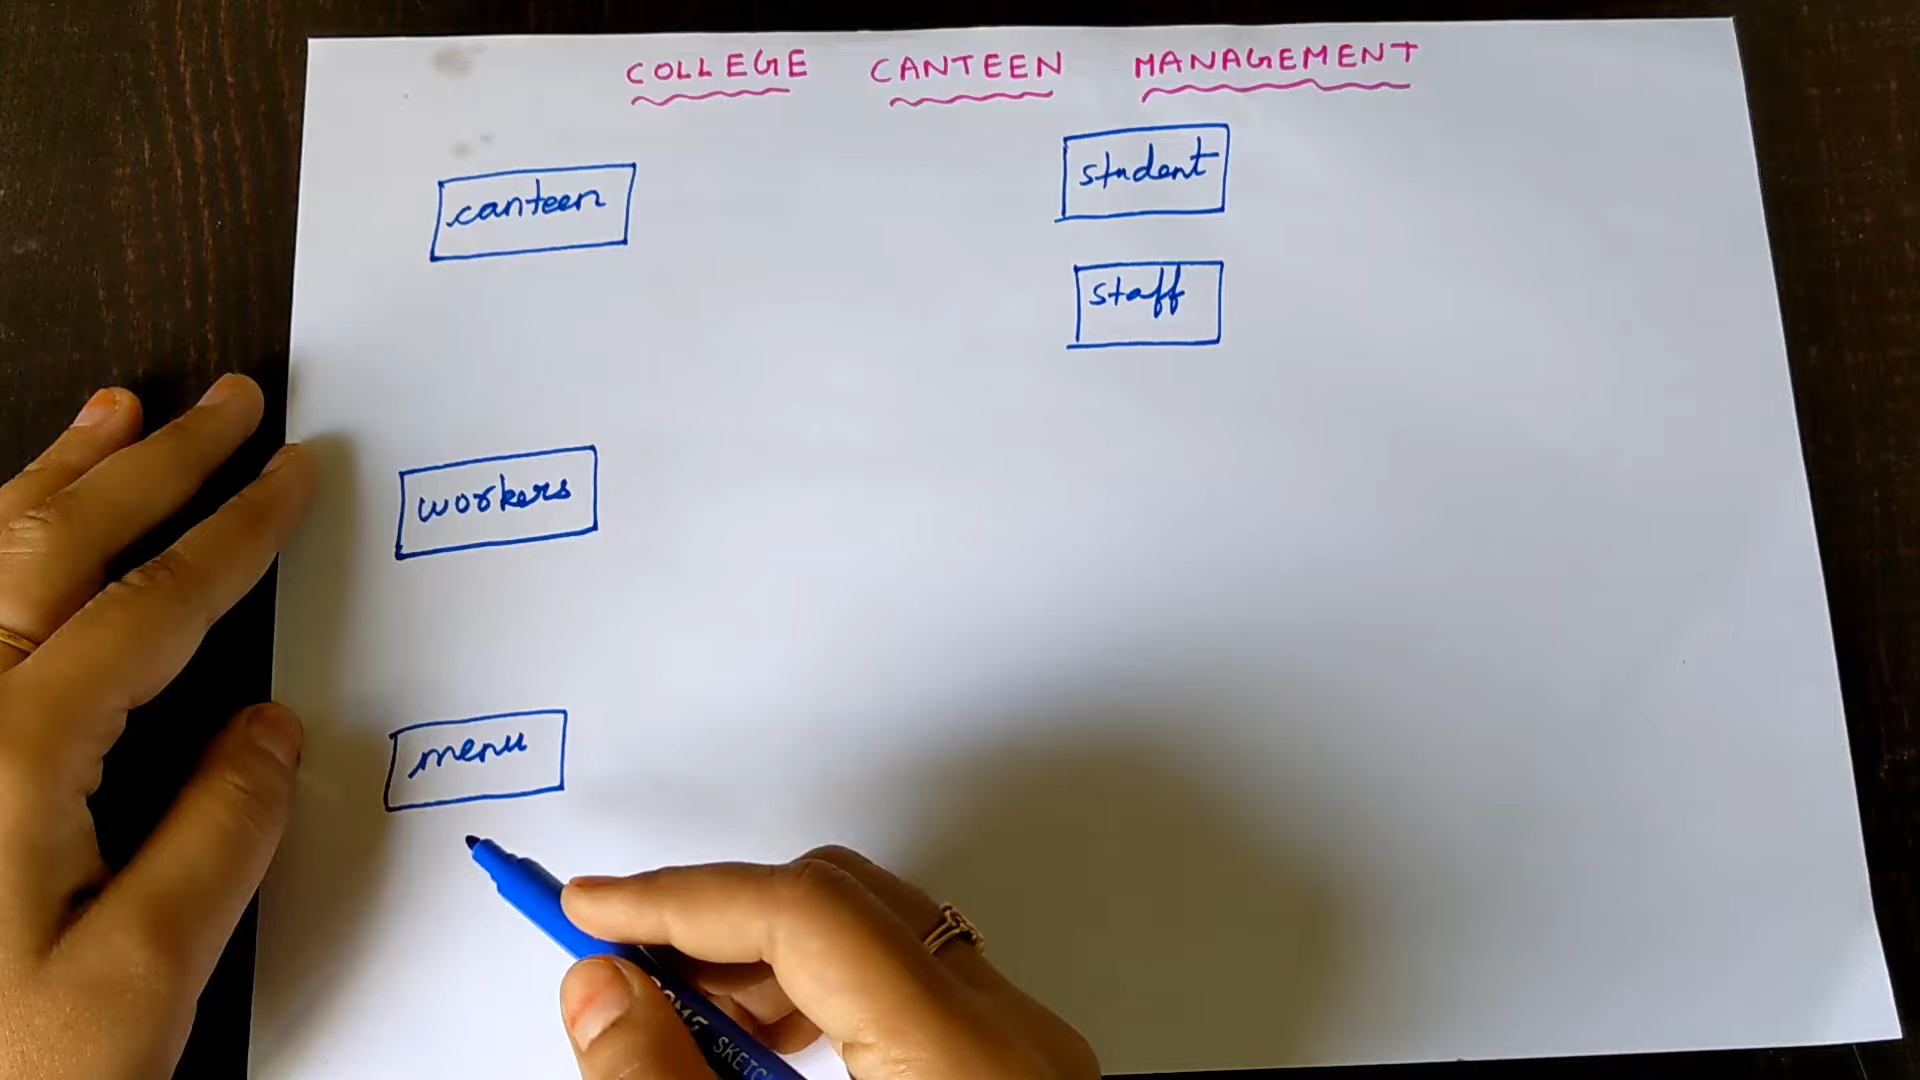 COLLEGE CANTEEN MANAGEMENT
canteen
student
staff
workers
menu